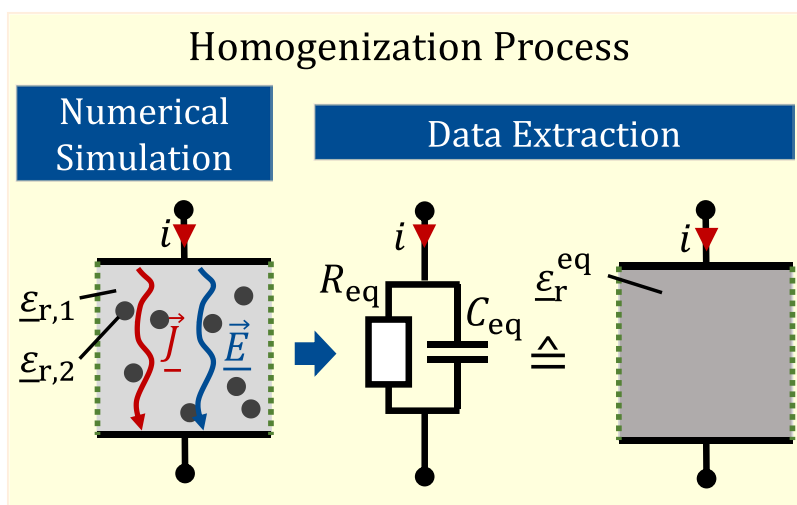 Homogenization Process
Numerical
Simulation
Data Extraction
i
ε_r,1
ε_r,2
J
E
i
R_eq
C_eq
≙
i
ε_r^eq